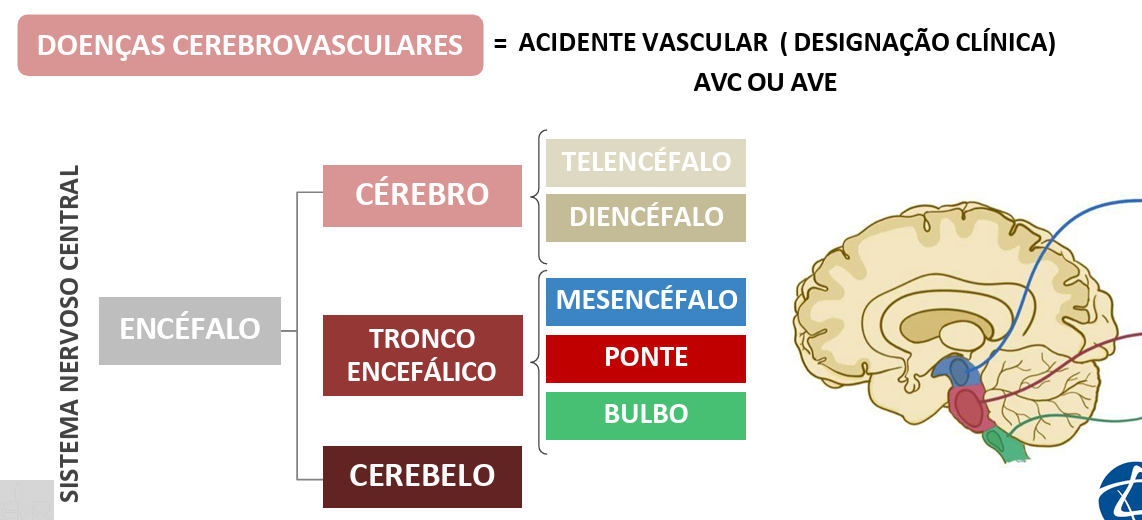 DOENÇAS CEREBROVASCULARES = ACIDENTE VASCULAR ( DESIGNAÇÃO CLÍNICA)
AVC OU AVE
SISTEMA NERVOSO CENTRAL
ENCÉFALO
CÉREBRO
TELENCÉFALO
DIENCÉFALO
TRONCO
ENCEFÁLICO
MESENCÉFALO
PONTE
BULBO
CEREBELO